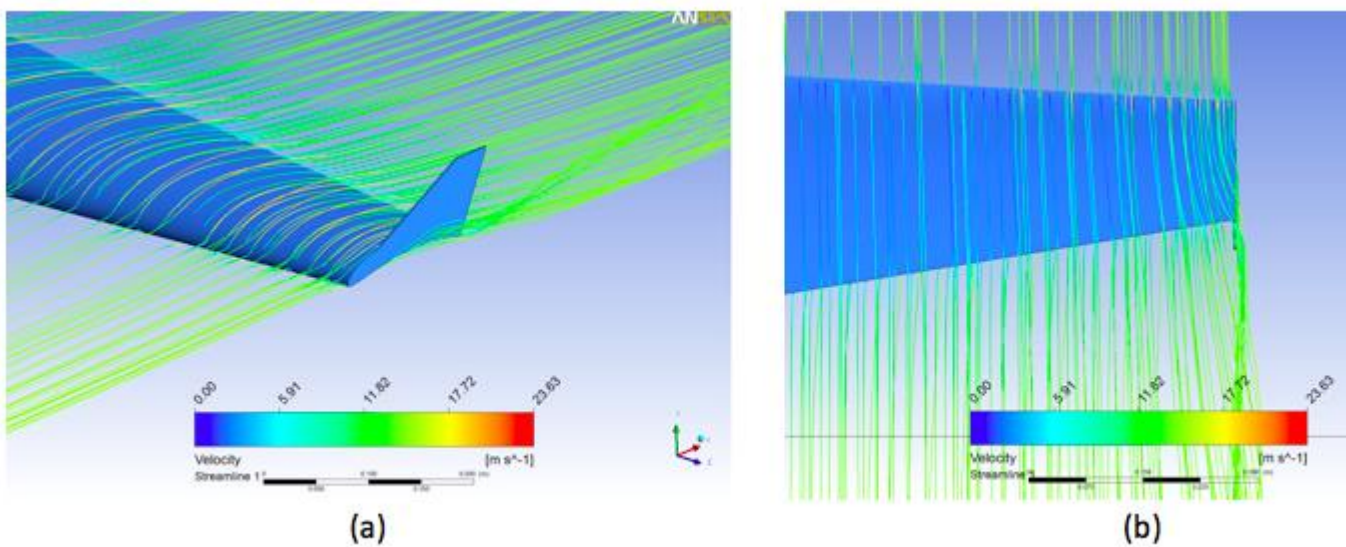 0.00
5.91
11.82
17.72
23.63
Velocity
[m s^-1]
Streamline 1
(a)
0.00
5.91
11.82
17.72
23.63
Velocity
[m s^-1]
Streamline
(b)